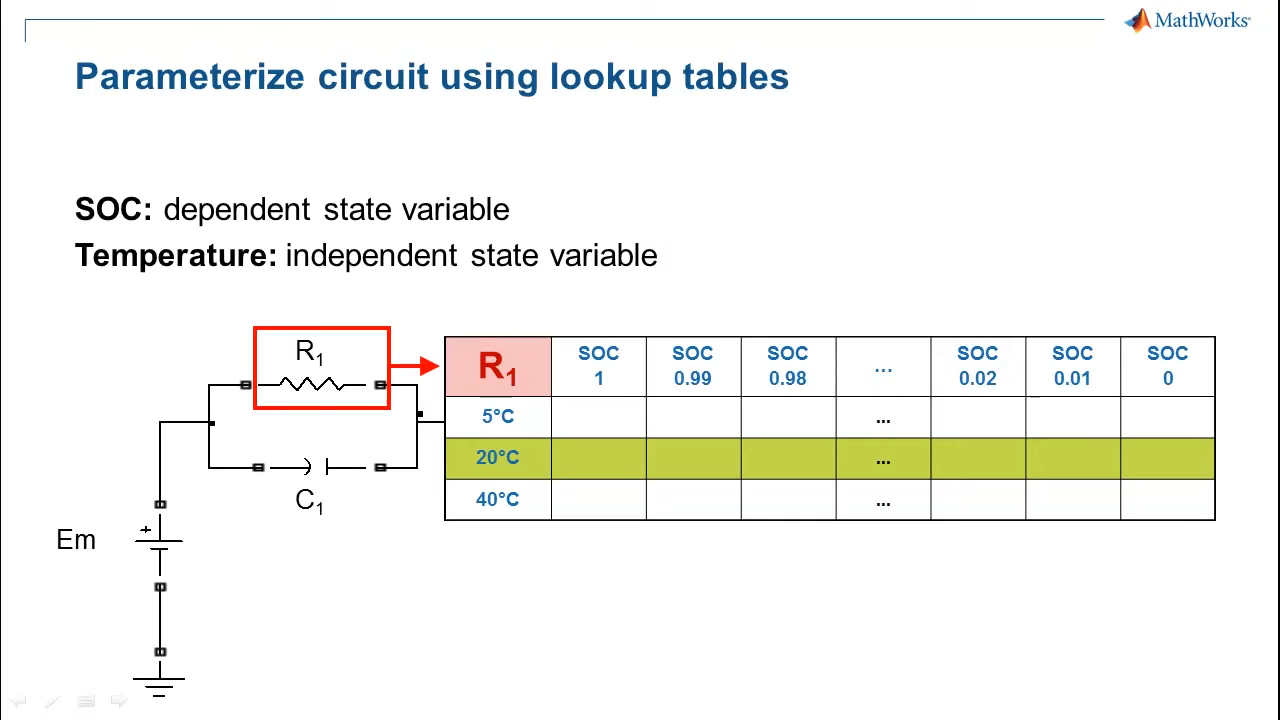 MathWorks®
Parameterize circuit using lookup tables
SOC: dependent state variable
Temperature: independent state variable
R1
C1
Em
+
R1 SOC 1 SOC 0.99 SOC 0.98 ... SOC 0.02 SOC 0.01 SOC 0
5°C ...
20°C ...
40°C ...